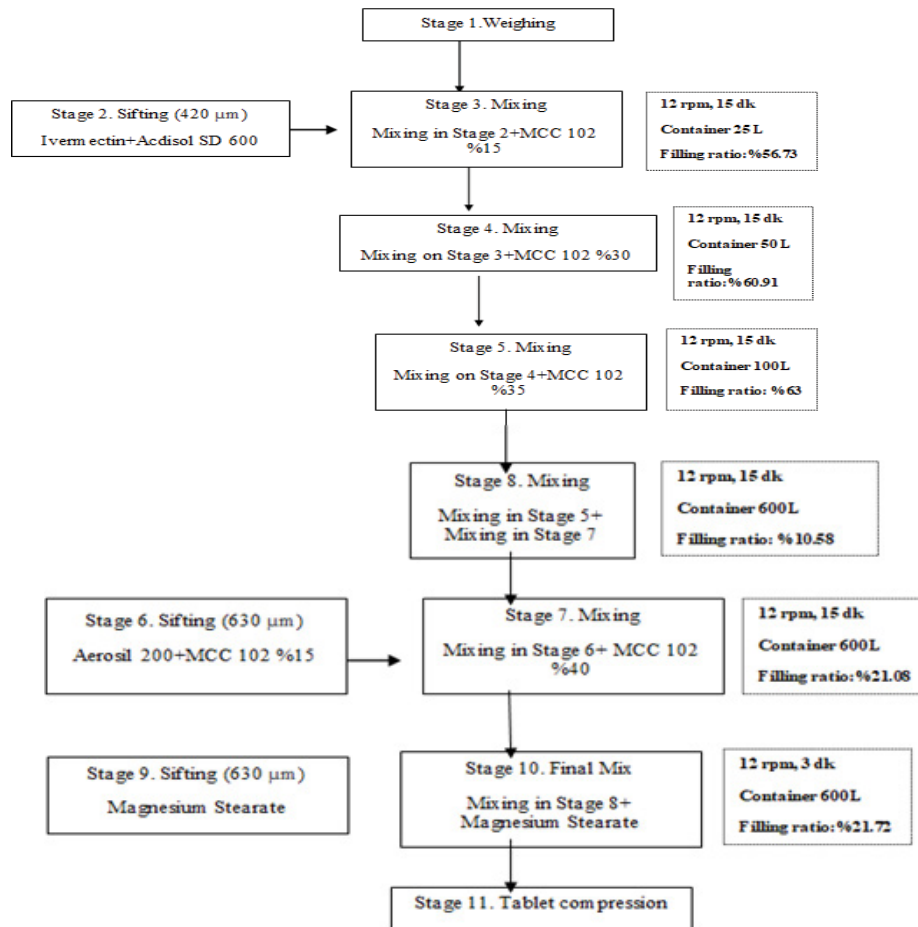 Stage 1.Weighing
Stage 2. Sifting (420 µm)
Ivermectin+Acdisol SD 600
Stage 3. Mixing
Mixing in Stage 2+MCC 102
%15
12 rpm, 15 dk
Container 25 L
Filling ratio: %56.73
Stage 4. Mixing
Mixing on Stage 3+MCC 102 %30
12 rpm, 15 dk
Container 50 L
Filling
ratio: %60.91
Stage 5. Mixing
Mixing on Stage 4+MCC 102
%35
12 rpm, 15 dk
Container 100L
Filling ratio: %63
Stage 8. Mixing
Mixing in Stage 5+
Mixing in Stage 7
12 rpm, 15 dk
Container 600L
Filling ratio: %10.58
Stage 6. Sifting (630 µm)
Aerosil 200+MCC 102 %15
Stage 7. Mixing
Mixing in Stage 6+ MCC 102
%40
12 rpm, 15 dk
Container 600L
Filling ratio: %21.08
Stage 9. Sifting (630 µm)
Magnesium Stearate
Stage 10. Final Mix
Mixing in Stage 8+
Magnesium Stearate
12 rpm, 3 dk
Container 600L
Filling ratio: %21.72
Stage 11. Tablet compression